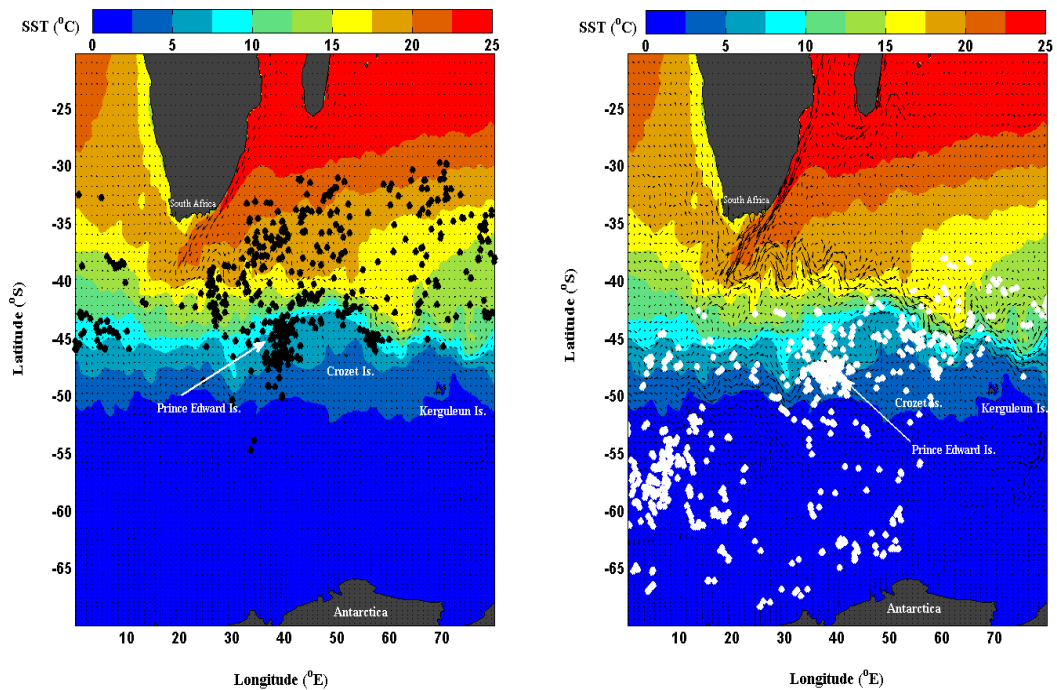 SST (°C)
0 5 10 15 20 25
-25
-30
-35
-40
-45
-50
-55
-60
-65
Latitude (°S)
South Africa
Crozet Is.
Prince Edward Is.
Kerguleun Is.
Antarctica
10 20 30 40 50 60 70
Longitude (°E)
SST (°C)
0 5 10 15 20 25
-25
-30
-35
-40
-45
-50
-55
-60
-65
Latitude (°S)
South Africa
Crozet Is.
Kerguleun Is.
Prince Edward Is.
Antarctica
10 20 30 40 50 60 70
Longitude (°E)